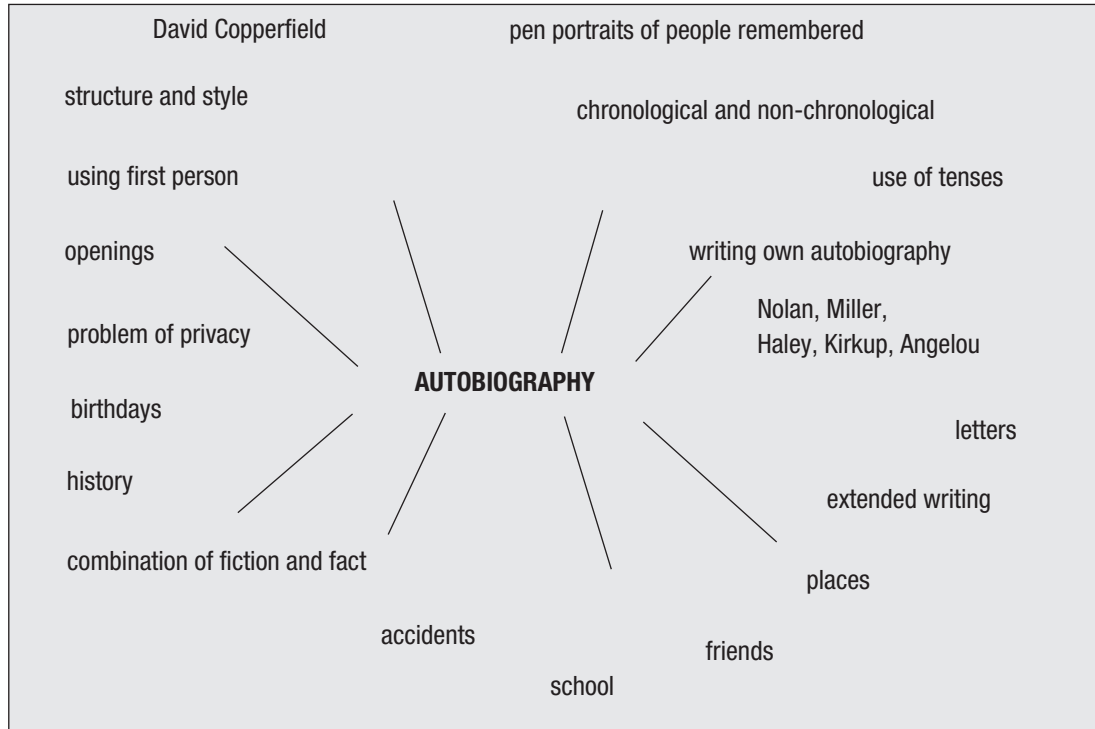 David Copperfield
pen portraits of people remembered
structure and style
chronological and non-chronological
using first person
use of tenses
openings
writing own autobiography
Nolan, Miller,
Haley, Kirkup, Angelou
problem of privacy
AUTOBIOGRAPHY
birthdays
letters
history
extended writing
combination of fiction and fact
places
accidents
friends
school